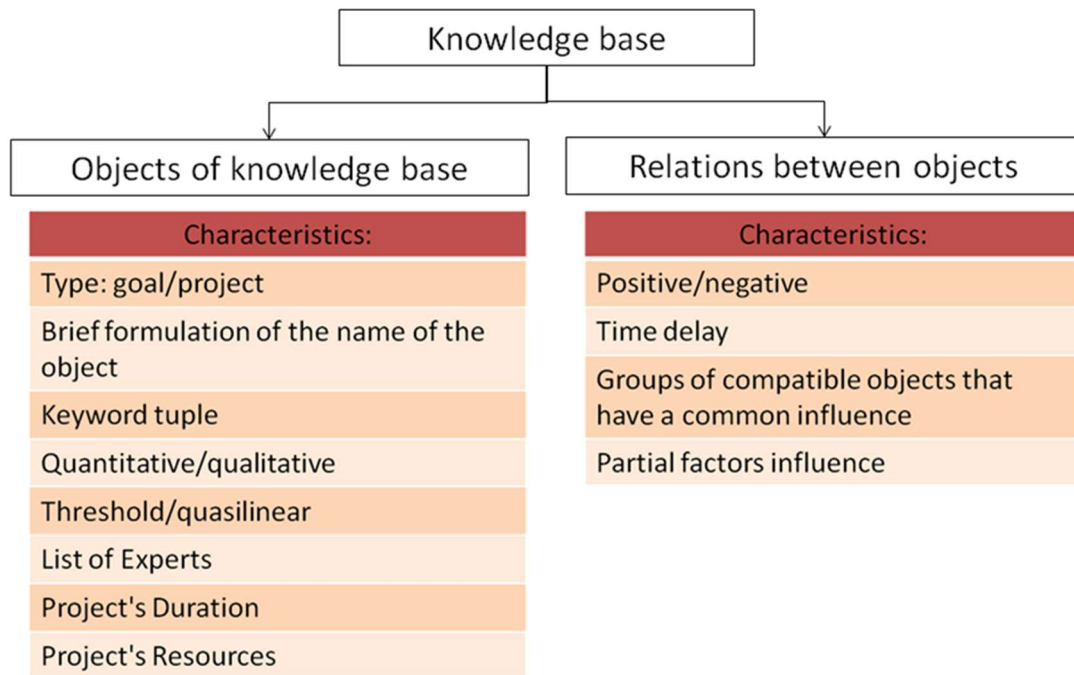 Knowledge base
Objects of knowledge base
Characteristics:
Type: goal/project
Brief formulation of the name of the
object
Keyword tuple
Quantitative/qualitative
Threshold/quasilinear
List of Experts
Project's Duration
Project's Resources
Relations between objects
Characteristics:
Positive/negative
Time delay
Groups of compatible objects that
have a common influence
Partial factors influence